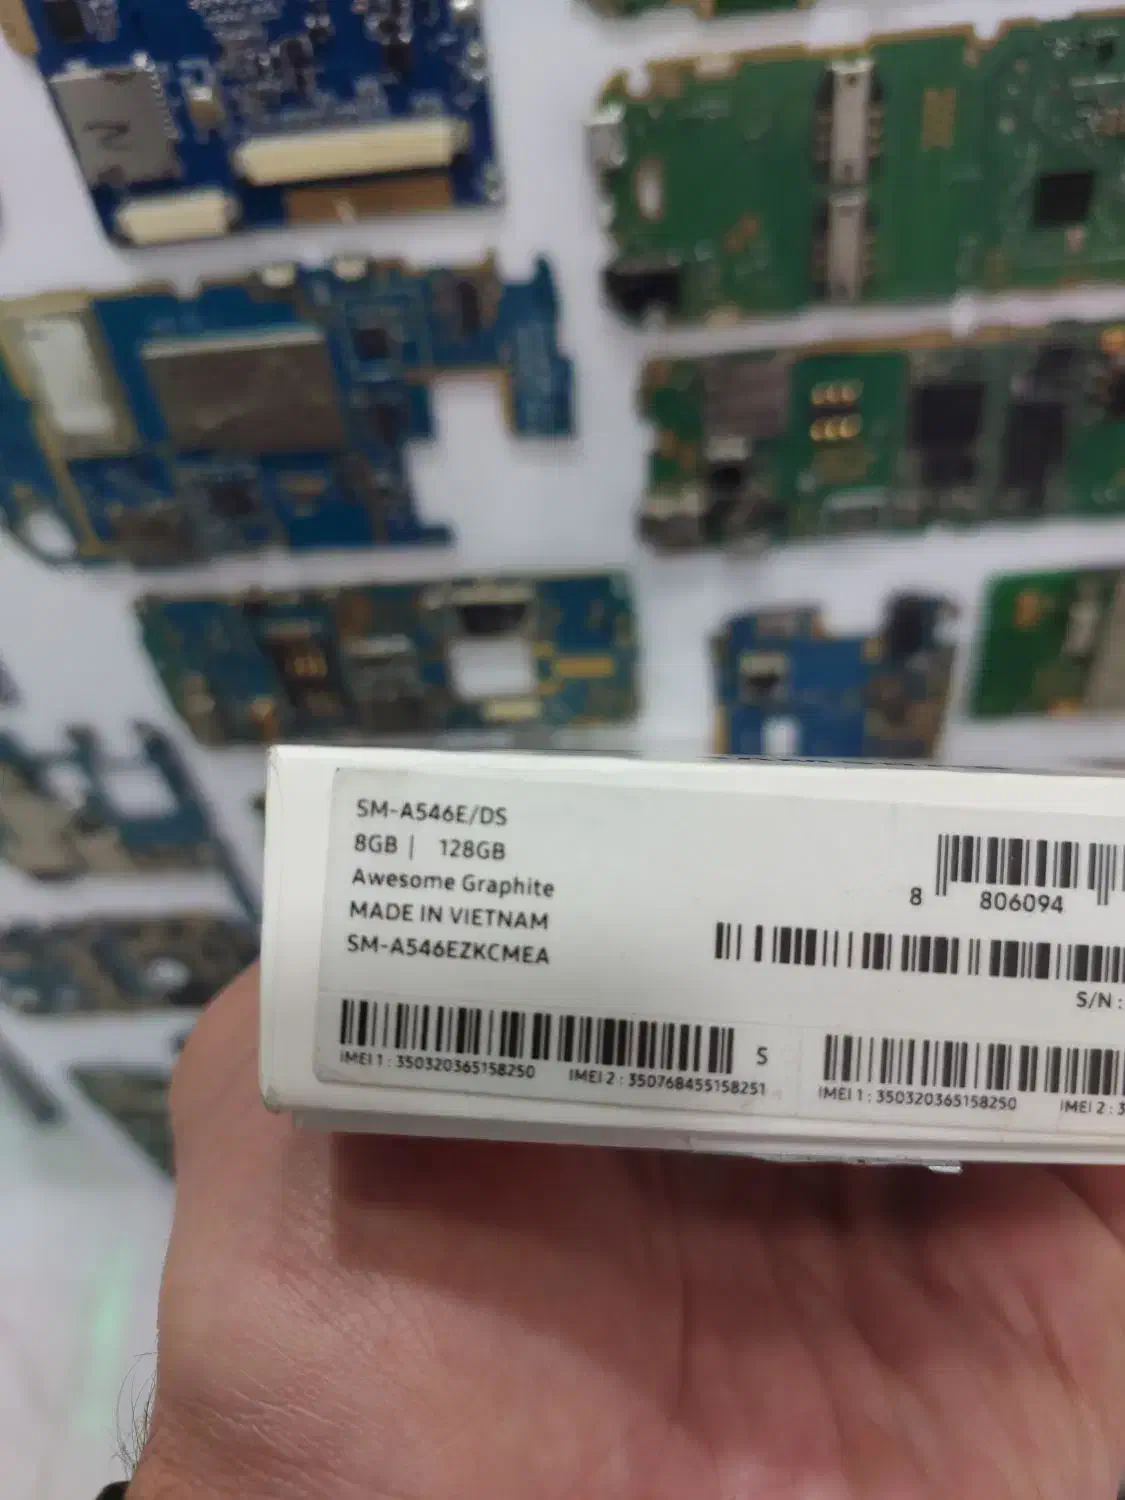 SM-A546E/DS
8GB | 128GB
Awesome Graphite
MADE IN VIETNAM
SM-A546EZKCMEA
8 806094
S/N :
IMEI 1 : 350320365158250
IMEI 2 : 350768455158251
S
IMEI 1 : 350320365158250
IMEI 2 : 3